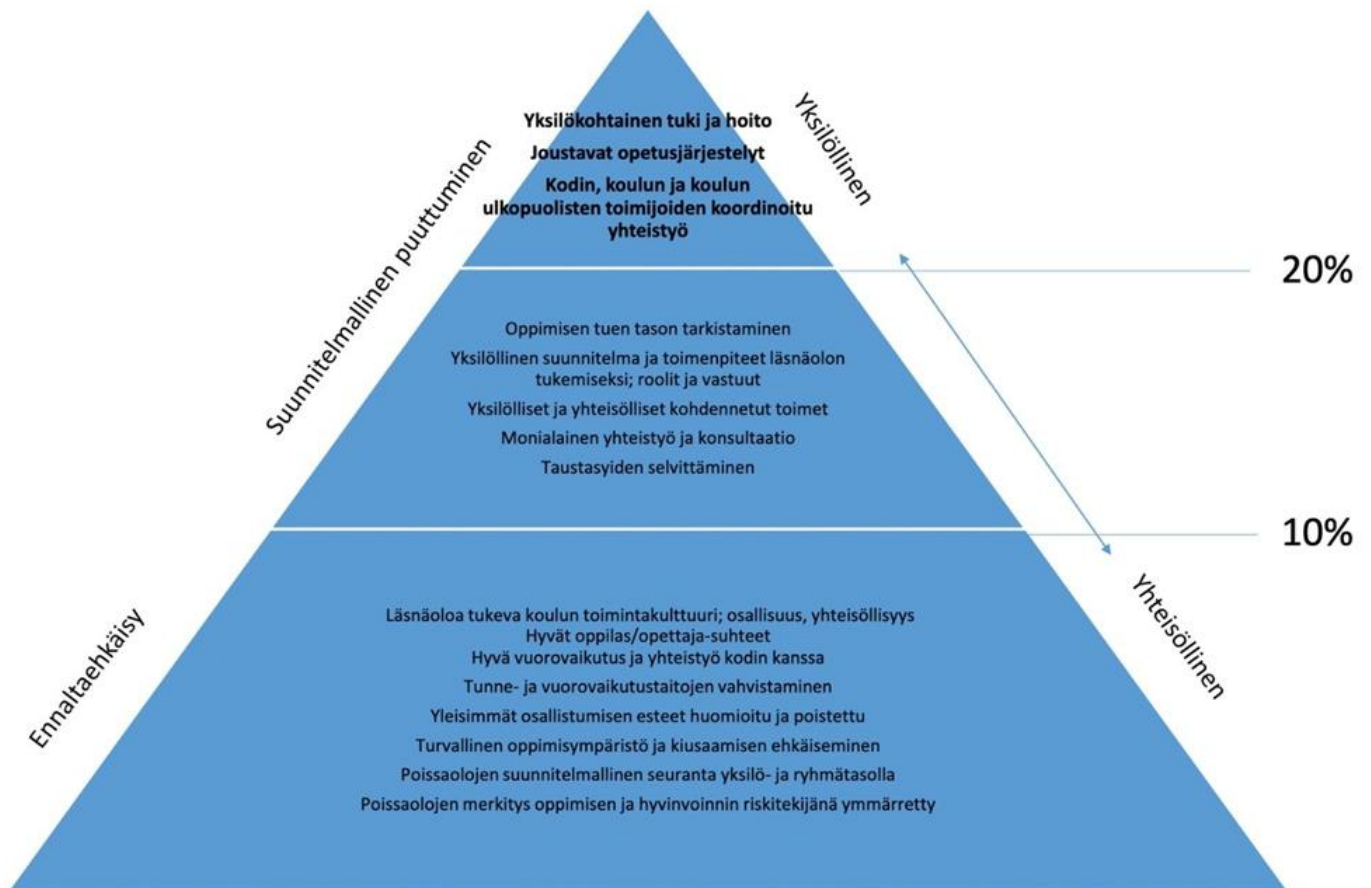 Yksilökohtainen tuki ja hoito
Joustavat opetusjärjestelyt
Kodin, koulun ja koulun
ulkopuolisten toimijoiden koordinoitu
yhteistyö
Yksilöllinen
Suunnitelmallinen puuttuminen
20%
Oppimisen tuen tason tarkistaminen
Yksilöllinen suunnitelma ja toimenpiteet läsnäolon
tukemiseksi; roolit ja vastuut
Yksilölliset ja yhteisölliset kohdennetut toimet
Monialainen yhteistyö ja konsultaatio
Taustasyiden selvittäminen
10%
Yhteisöllinen
Ennaltaehkäisy
Läsnäoloa tukeva koulun toimintakulttuuri; osallisuus, yhteisöllisyys
Hyvät oppilas/opettaja-suhteet
Hyvä vuorovaikutus ja yhteistyö kodin kanssa
Tunne- ja vuorovaikutustaitojen vahvistaminen
Yleisimmät osallistumisen esteet huomioitu ja poistettu
Turvallinen oppimisympäristö ja kiusaamisen ehkäiseminen
Poissaolojen suunnitelmallinen seuranta yksilö- ja ryhmätasolla
Poissaolojen merkitys oppimisen ja hyvinvoinnin riskitekijänä ymmärretty